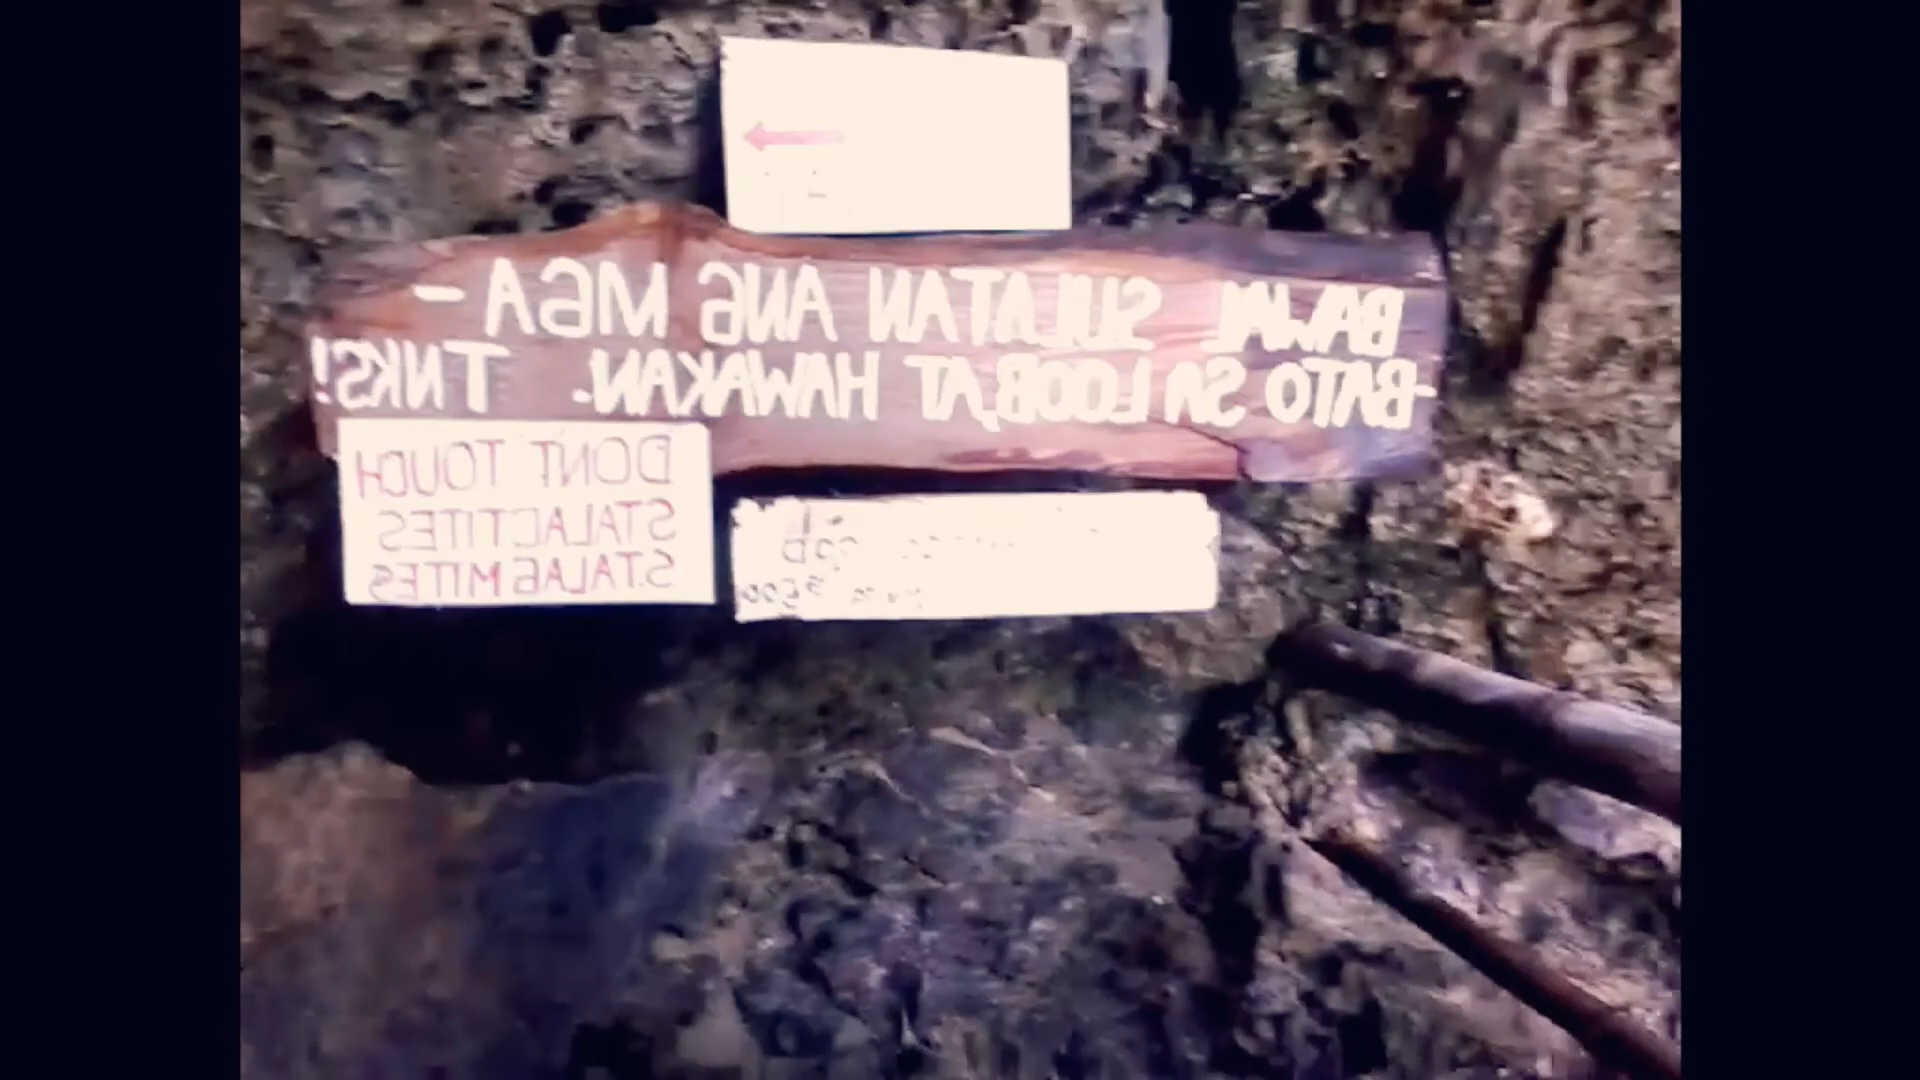 BAWAL SULATAN ANG MGA -
-BATO SA LOOB, AT HAWAKAN. TNKS!
DONT TOUCH
STALACTITES
STALAGMITES